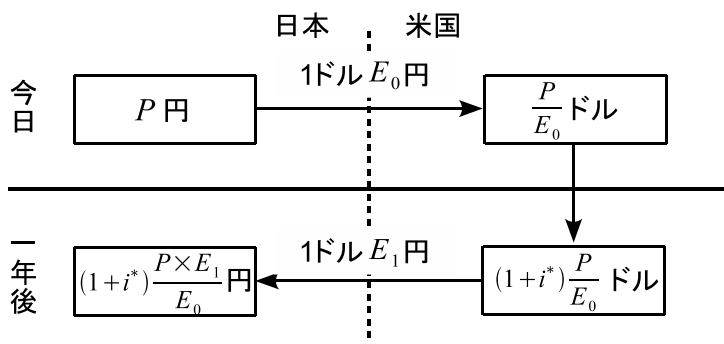 日本 米国
今日
1ドル E₀円
P 円
P/E₀ ドル
一年後
1ドル E₁円
(1+i*) P×E₁/E₀ 円
(1+i*) P/E₀ ドル